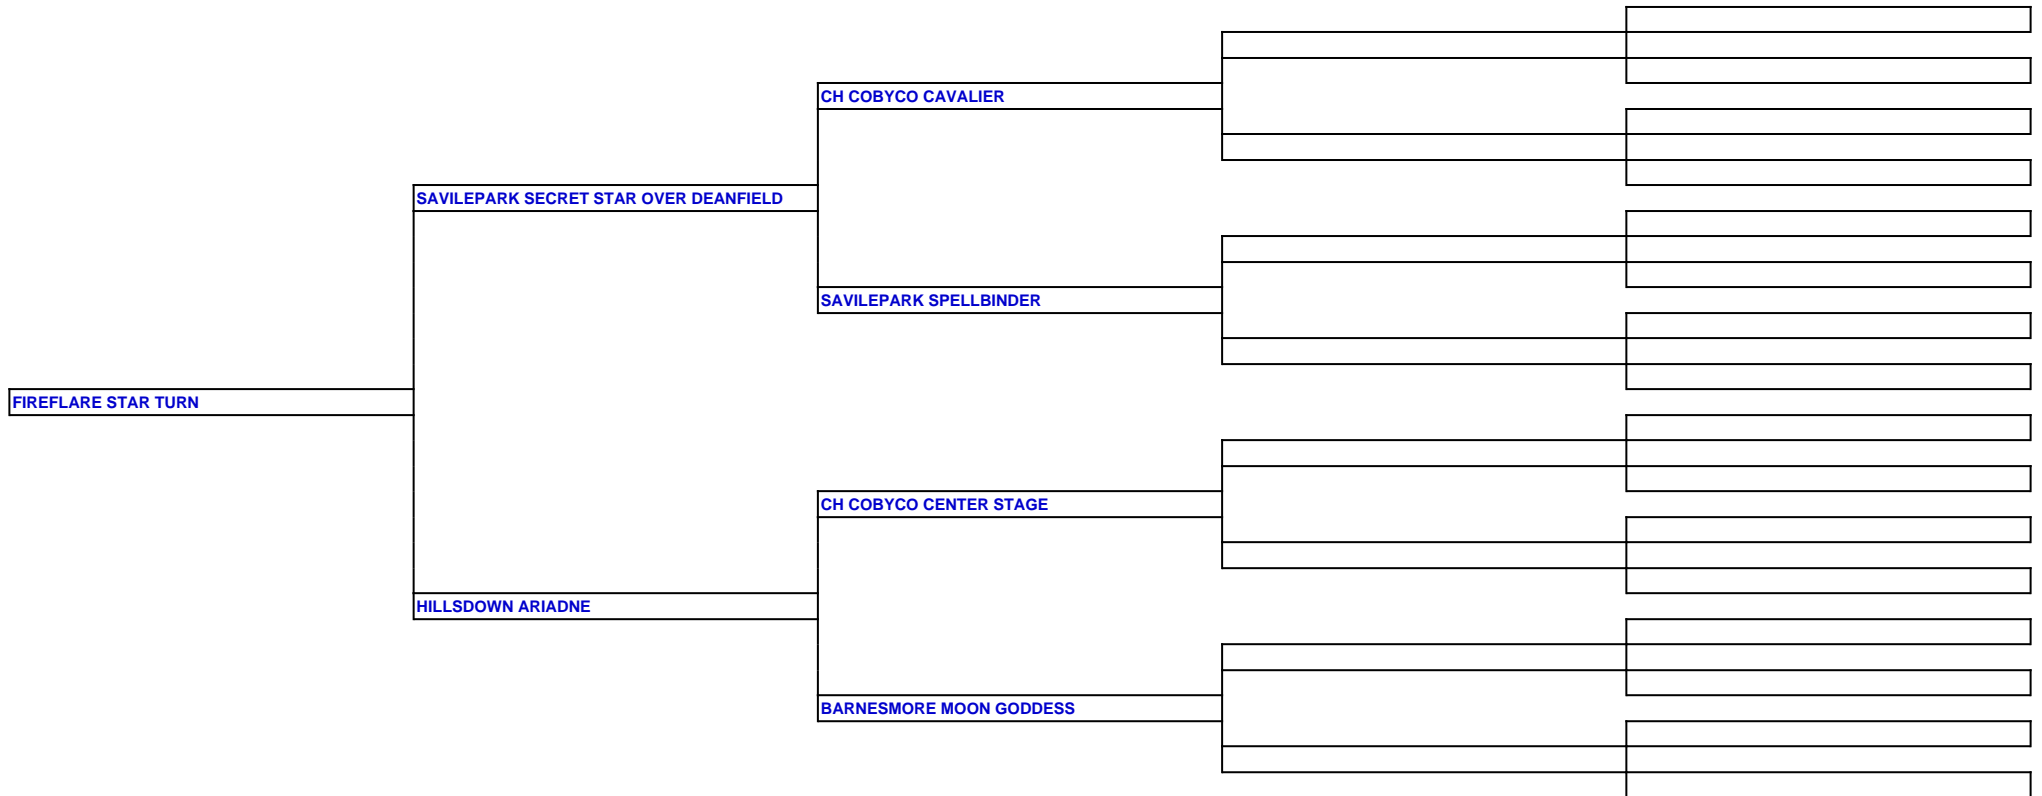 CH COBYCO CAVALIER
SAVILEPARK SECRET STAR OVER DEANFIELD
SAVILEPARK SPELLBINDER
FIREFLARE STAR TURN
CH COBYCO CENTER STAGE
HILLSDOWN ARIADNE
BARNESMORE MOON GODDESS